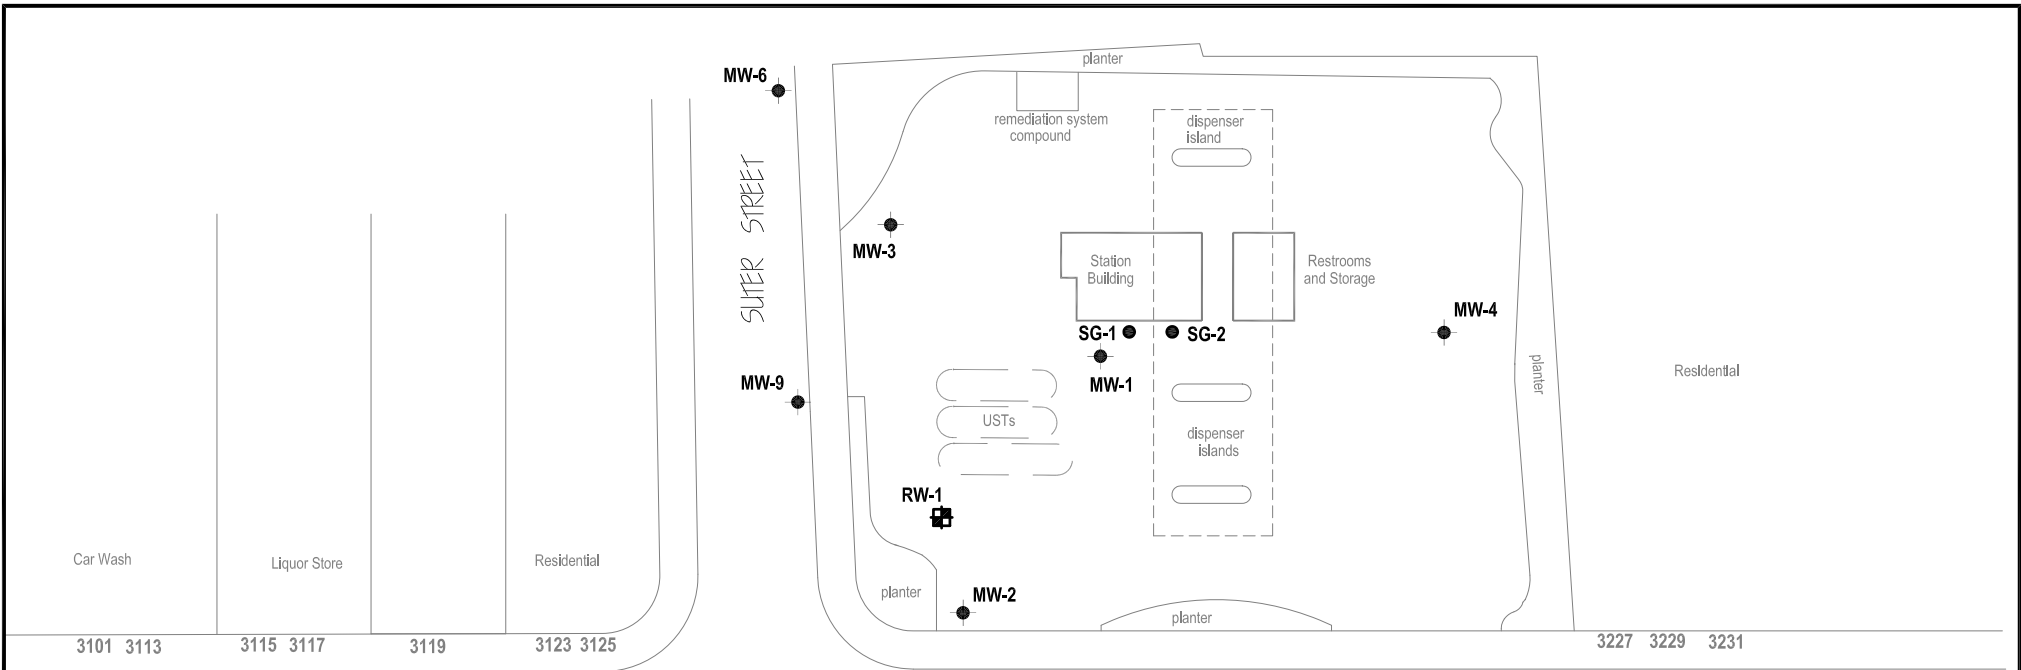 planter
MW-6
remediation system
compound
dispenser
island
SUTER STREET
MW-3
Station
Building
Restrooms
and Storage
MW-4
SG-1
SG-2
MW-1
MW-9
planter
Residential
USTs
dispenser
islands
RW-1
Car Wash
Liquor Store
Residential
planter
MW-2
planter
3101 3113
3115 3117
3119
3123 3125
3227 3229 3231